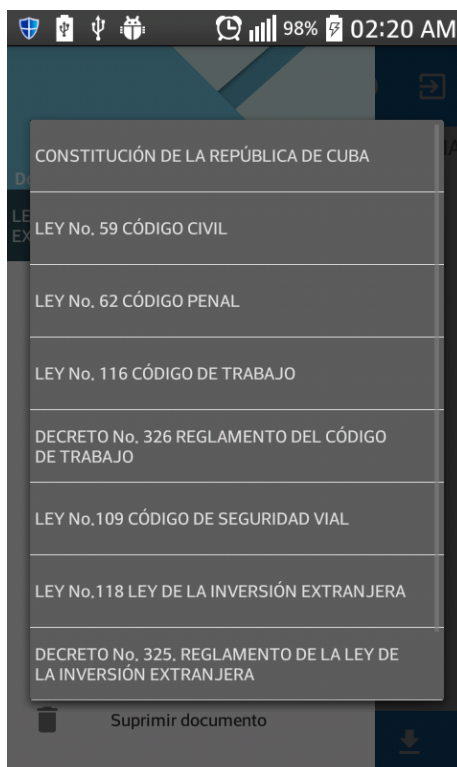 98% 02:20 AM
CONSTITUCIÓN DE LA REPÚBLICA DE CUBA
LEY No. 59 CÓDIGO CIVIL
LEY No. 62 CÓDIGO PENAL
LEY No. 116 CÓDIGO DE TRABAJO
DECRETO No. 326 REGLAMENTO DEL CÓDIGO
DE TRABAJO
LEY No.109 CÓDIGO DE SEGURIDAD VIAL
LEY No.118 LEY DE LA INVERSIÓN EXTRANJERA
DECRETO No. 325. REGLAMENTO DE LA LEY DE
LA INVERSIÓN EXTRANJERA
Suprimir documento